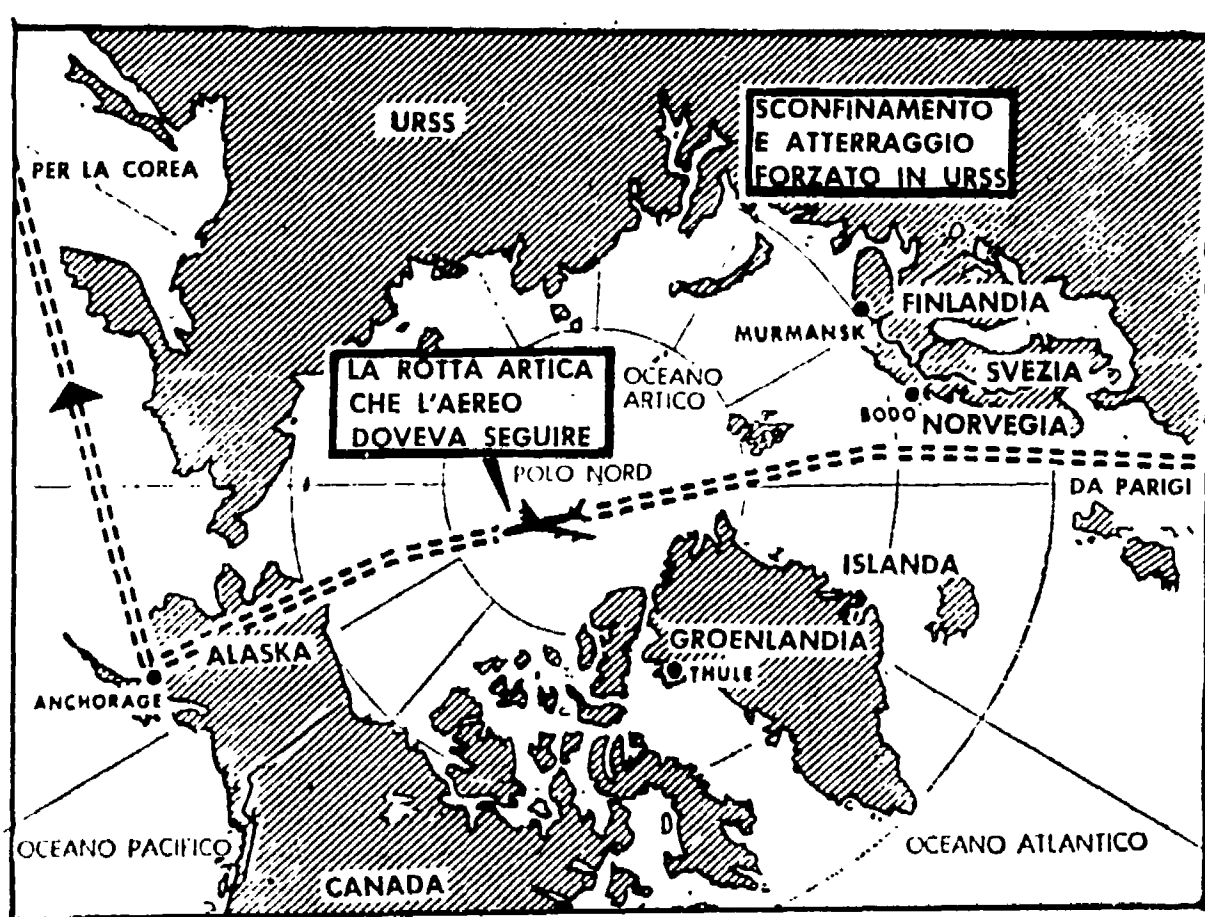 URSS
SCONFINAMENTO
E ATTERRAGGIO
FORZATO IN URSS
PER LA COREA
FINLANDIA
MURMANSK
LA ROTTA ARTICA
CHE L'AEREO
DOVEVA SEGUIRE
OCEANO
ARTICO
SVEZIA
BODO
NORVEGIA
POLO NORD
DA PARIGI
ISLANDA
GROENLANDIA
THULE
ALASKA
ANCHORAGE
OCEANO PACIFICO
OCEANO ATLANTICO
CANADA